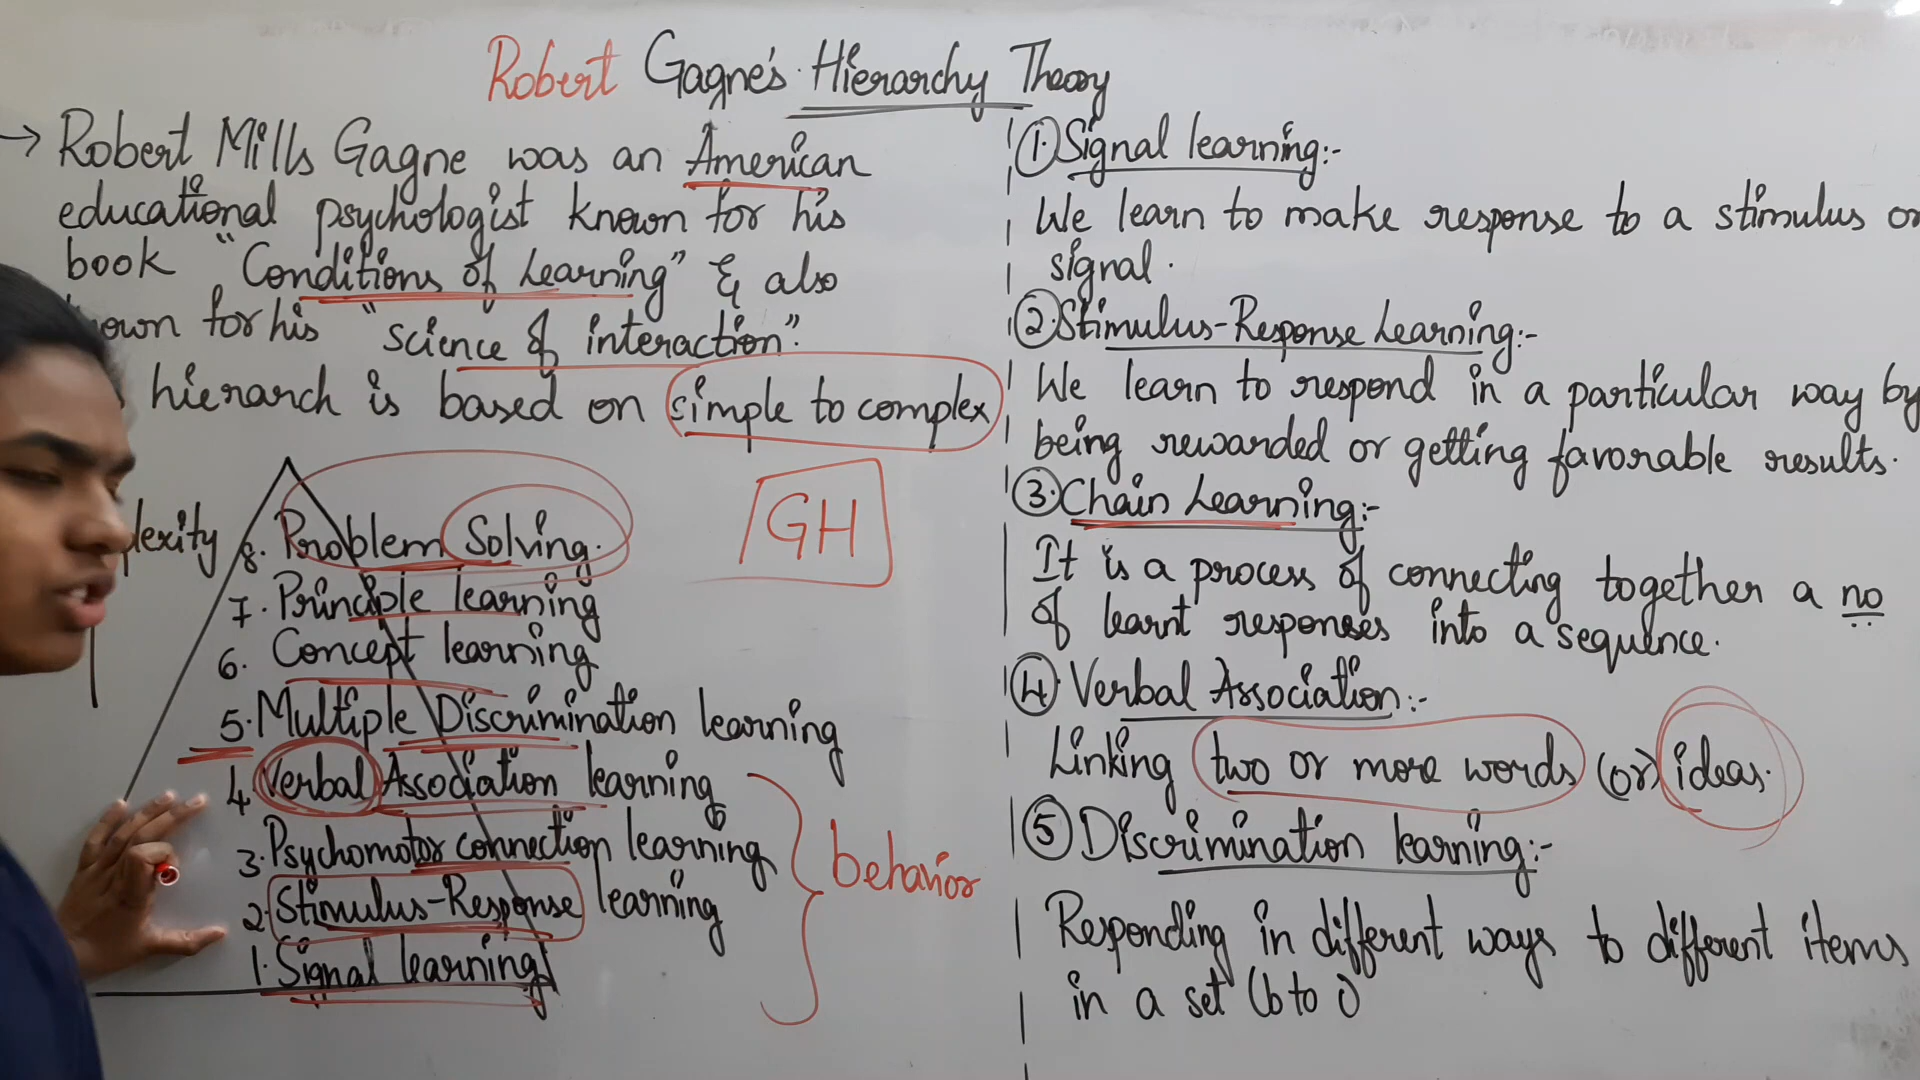 Robert Gagne's Hierarchy Theory
→ Robert Mills Gagne was an American
educational psychologist known for his
book "Conditions of Learning" & also
for his "science of interaction".
hierarch is based on simple to complex
GH
8. Problem Solving.
7. Principle learning
6. Concept learning
5. Multiple Discrimination learning
4. Verbal Association learning
3. Psychomotor connection learning
2. Stimulus-Response learning
1. Signal learning
behavior
1. Signal learning:-
We learn to make response to a stimulus or
signal.
2. Stimulus-Response Learning:-
We learn to respond in a particular way by
being rewarded or getting favorable results.
3. Chain Learning:-
It is a process of connecting together a no
of learnt responses into a sequence.
4. Verbal Association:-
Linking two or more words (or) ideas.
5 Discrimination learning:-
Responding in different ways to different items
in a set (b to i)